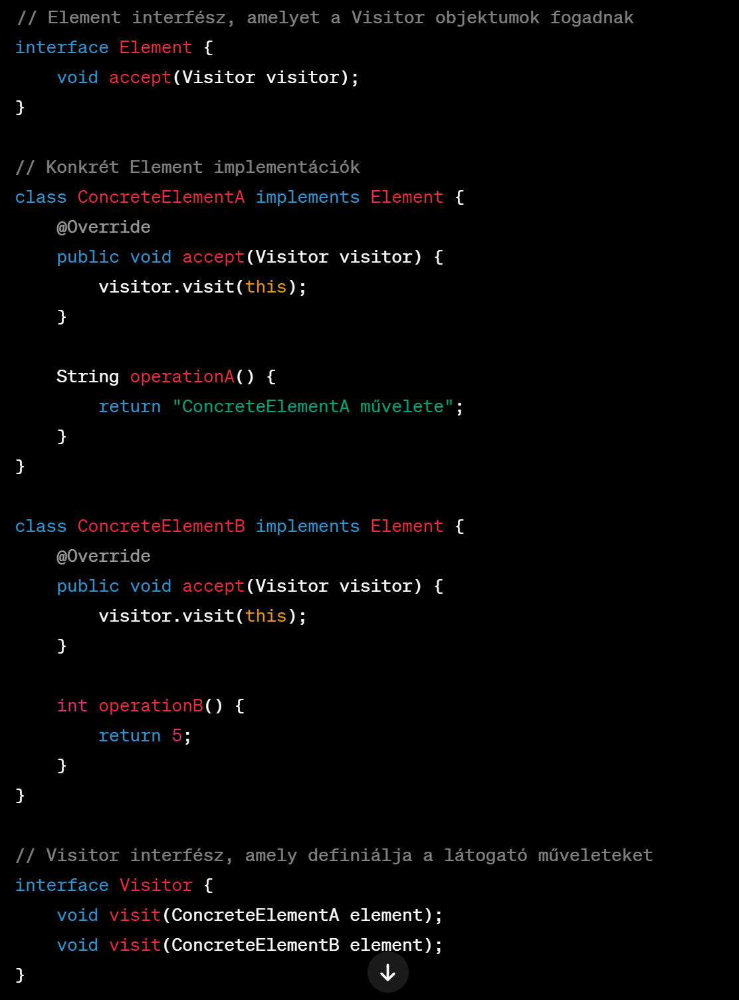 // Element interfész, amelyet a Visitor objektumok fogadnak
interface Element {
    void accept(Visitor visitor);
}

// Konkrét Element implementációk
class ConcreteElementA implements Element {
    @Override
    public void accept(Visitor visitor) {
        visitor.visit(this);
    }

    String operationA() {
        return "ConcreteElementA művelete";
    }
}

class ConcreteElementB implements Element {
    @Override
    public void accept(Visitor visitor) {
        visitor.visit(this);
    }

    int operationB() {
        return 5;
    }
}

// Visitor interfész, amely definiálja a látogató műveleteket
interface Visitor {
    void visit(ConcreteElementA element);
    void visit(ConcreteElementB element);
}